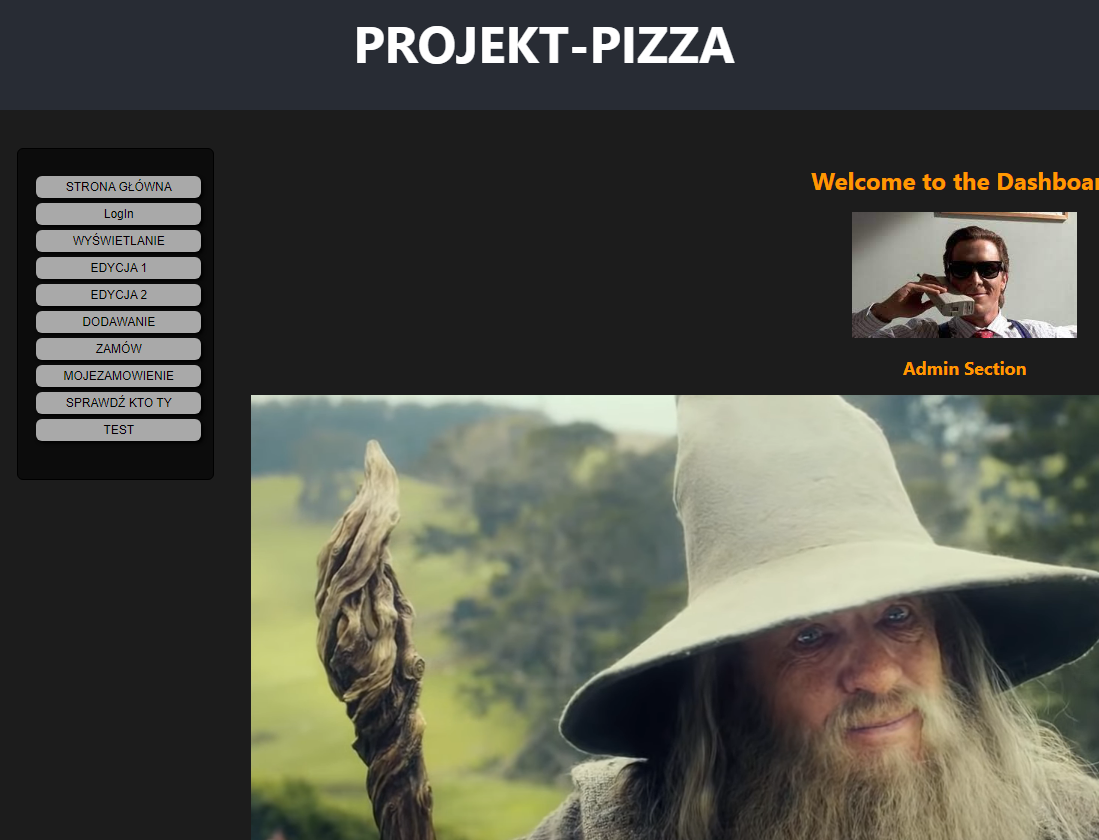 PROJEKT-PIZZA
STRONA GŁÓWNA
LogIn
WYŚWIETLANIE
EDYCJA 1
EDYCJA 2
DODAWANIE
ZAMÓW
MOJEZAMOWIENIE
SPRAWDŹ KTO TY
TEST
Welcome to the Dashboar
Admin Section